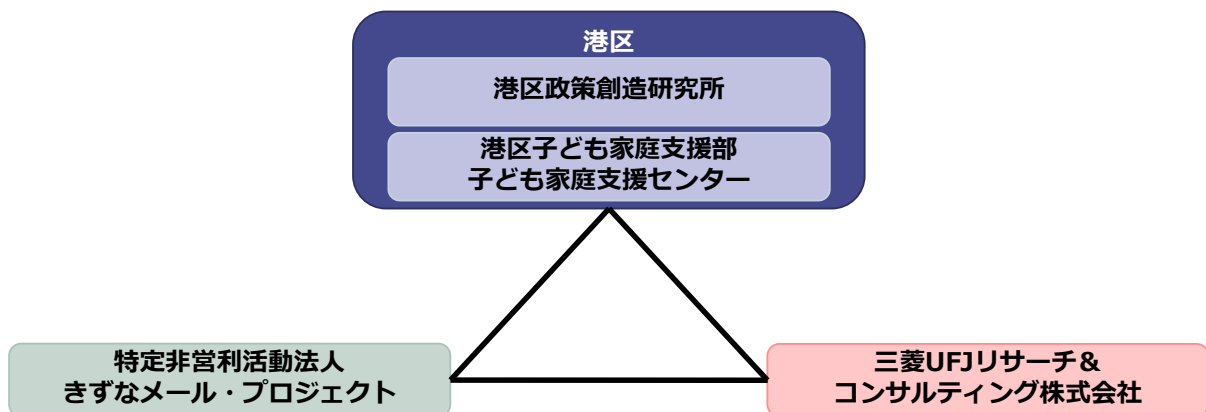 港区
港区政策創造研究所
港区子ども家庭支援部
子ども家庭支援センター
特定非営利活動法人
きずなメール・プロジェクト
三菱UFJリサーチ＆
コンサルティング株式会社